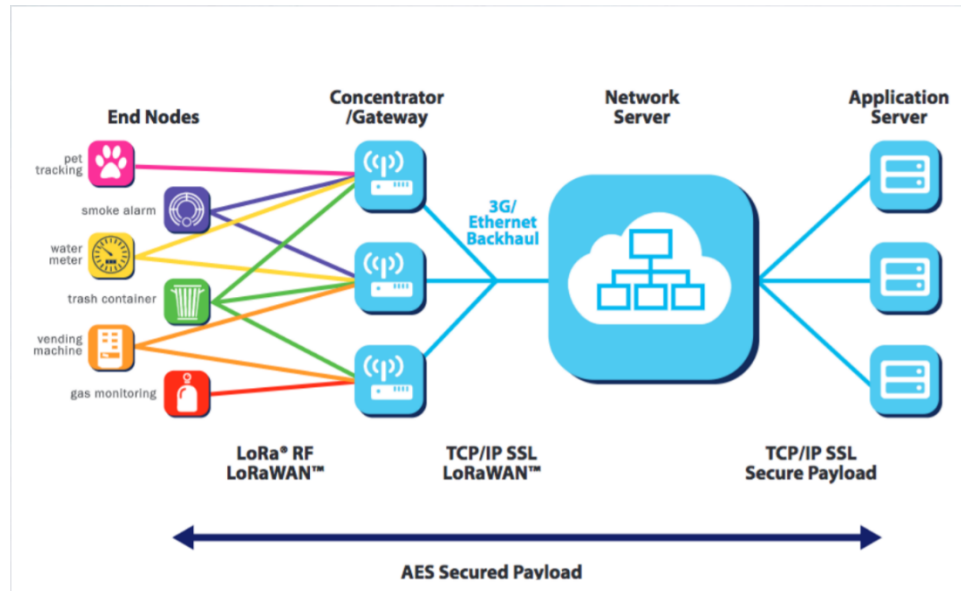 End Nodes
Concentrator
/Gateway
Network
Server
Application
Server
pet
tracking
smoke alarm
water
meter
trash container
vending
machine
gas monitoring
3G/
Ethernet
Backhaul
LoRa® RF
LoRaWAN™
TCP/IP SSL
LoRaWAN™
TCP/IP SSL
Secure Payload
AES Secured Payload